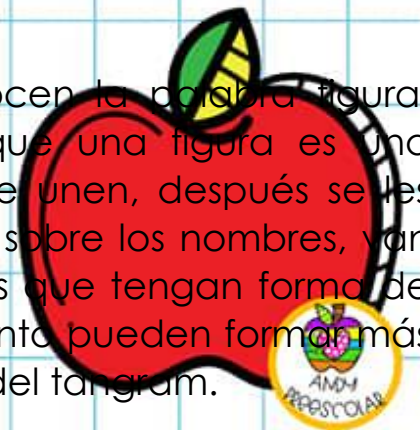 ocen la palabra figura
que una figura es una
e unen, después se les
sobre los nombres, van
s que tengan forma de
nto pueden formar más
del tangram.
ANDY
PREESCOLAR